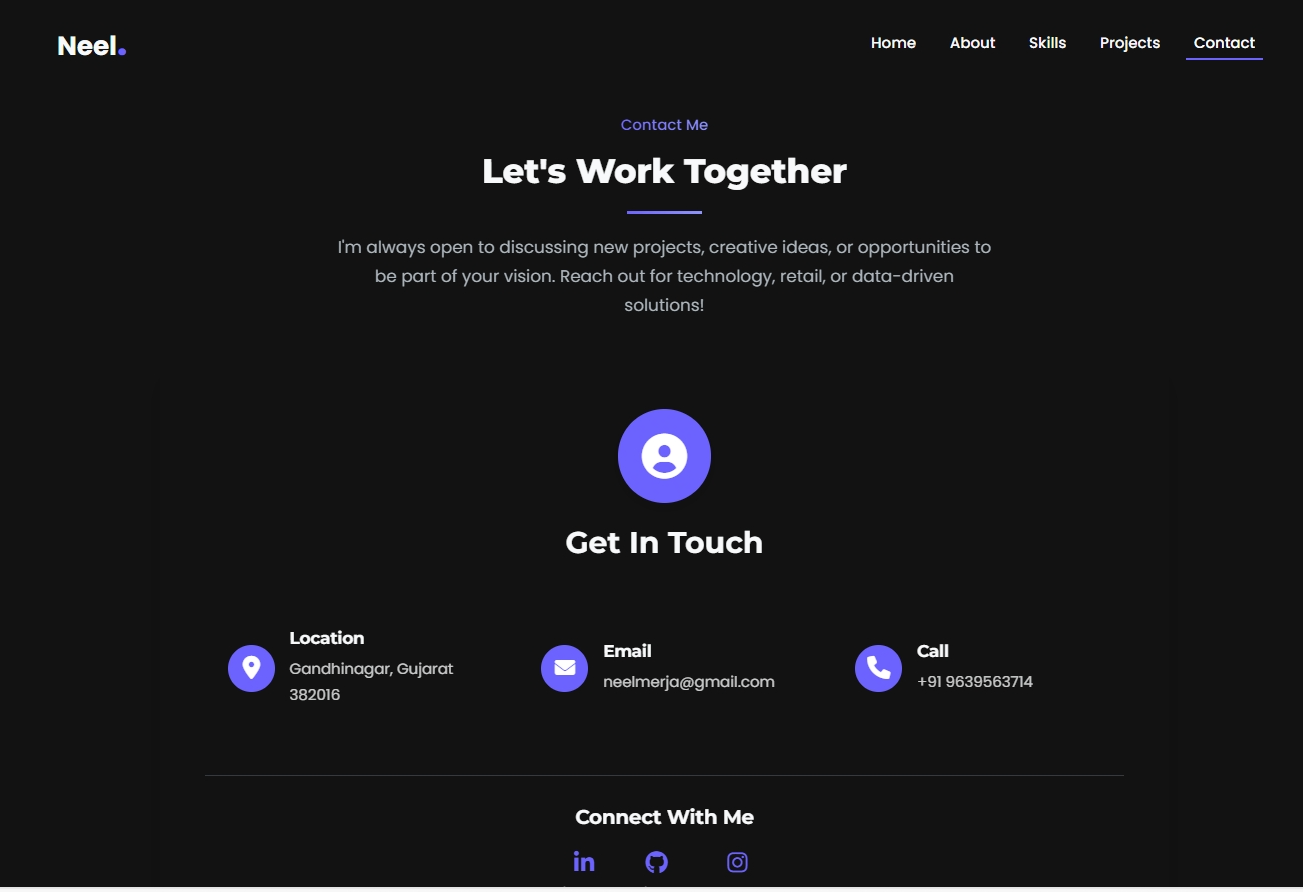 Neel.
Home About Skills Projects Contact
Contact Me
Let's Work Together
I'm always open to discussing new projects, creative ideas, or opportunities to
be part of your vision. Reach out for technology, retail, or data-driven
solutions!
Get In Touch
Location
Gandhinagar, Gujarat
382016
Email
neelmerja@gmail.com
Call
+91 9639563714
Connect With Me
in